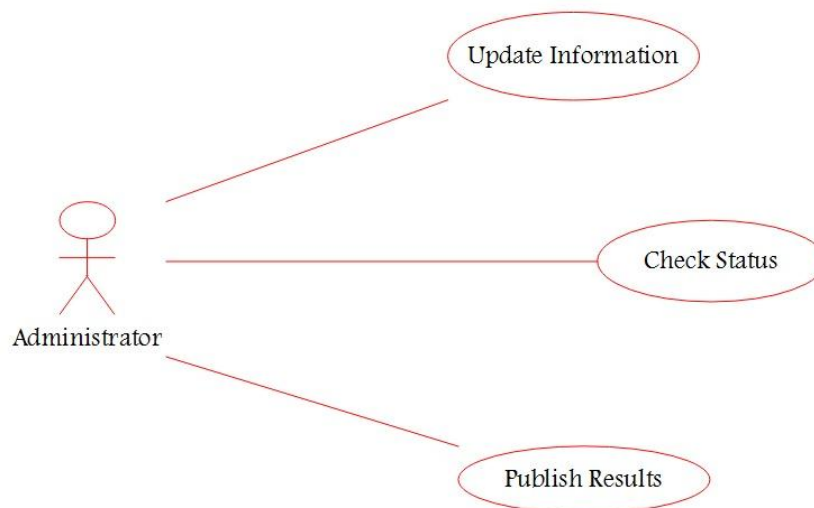 Update Information
Check Status
Administrator
Publish Results